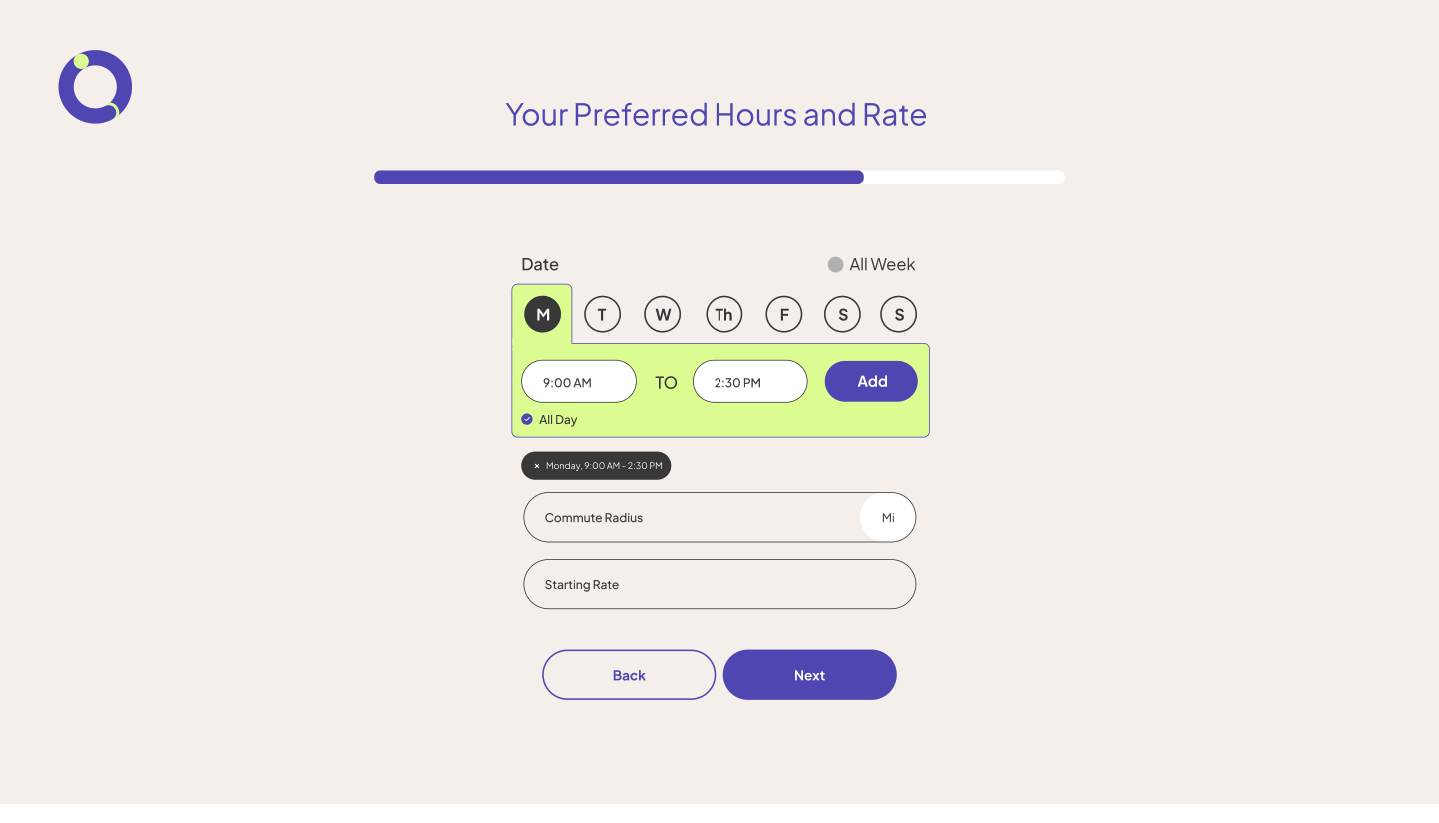 Your Preferred Hours and Rate
Date All Week
M T W Th F S S
9:00 AM TO 2:30 PM Add
All Day
× Monday, 9:00 AM - 2:30 PM
Commute Radius Mi
Starting Rate
Back Next